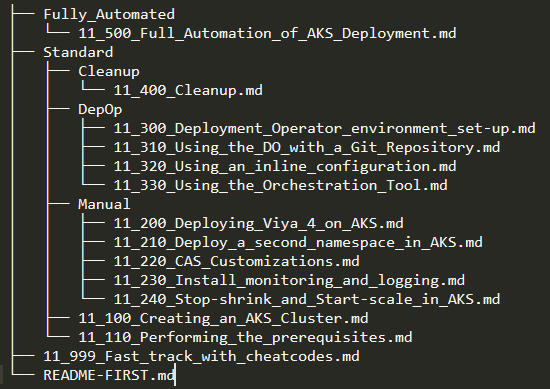 ├── Fully_Automated
│   └── 11_500_Full_Automation_of_AKS_Deployment.md
├── Standard
│   ├── Cleanup
│   │   └── 11_400_Cleanup.md
│   ├── DepOp
│   │   ├── 11_300_Deployment_Operator_environment_set-up.md
│   │   ├── 11_310_Using_the_DO_with_a_Git_Repository.md
│   │   ├── 11_320_Using_an_inline_configuration.md
│   │   └── 11_330_Using_the_Orchestration_Tool.md
│   ├── Manual
│   │   ├── 11_200_Deploying_Viya_4_on_AKS.md
│   │   ├── 11_210_Deploy_a_second_namespace_in_AKS.md
│   │   ├── 11_220_CAS_Customizations.md
│   │   ├── 11_230_Install_monitoring_and_logging.md
│   │   └── 11_240_Stop-shrink_and_Start-scale_in_AKS.md
│   ├── 11_100_Creating_an_AKS_Cluster.md
│   └── 11_110_Performing_the_prerequisites.md
├── 11_999_Fast_track_with_cheatcodes.md
└── README-FIRST.md